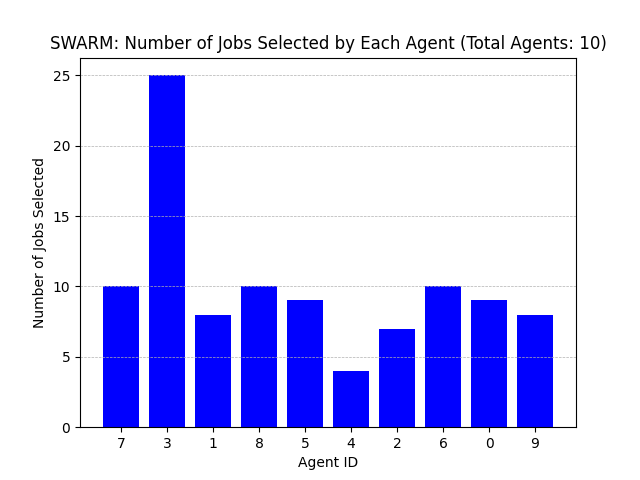 SWARM: Number of Jobs Selected by Each Agent (Total Agents: 10)
Number of Jobs Selected
25
20
15
10
5
0
7 3 1 8 5 4 2 6 0 9
Agent ID